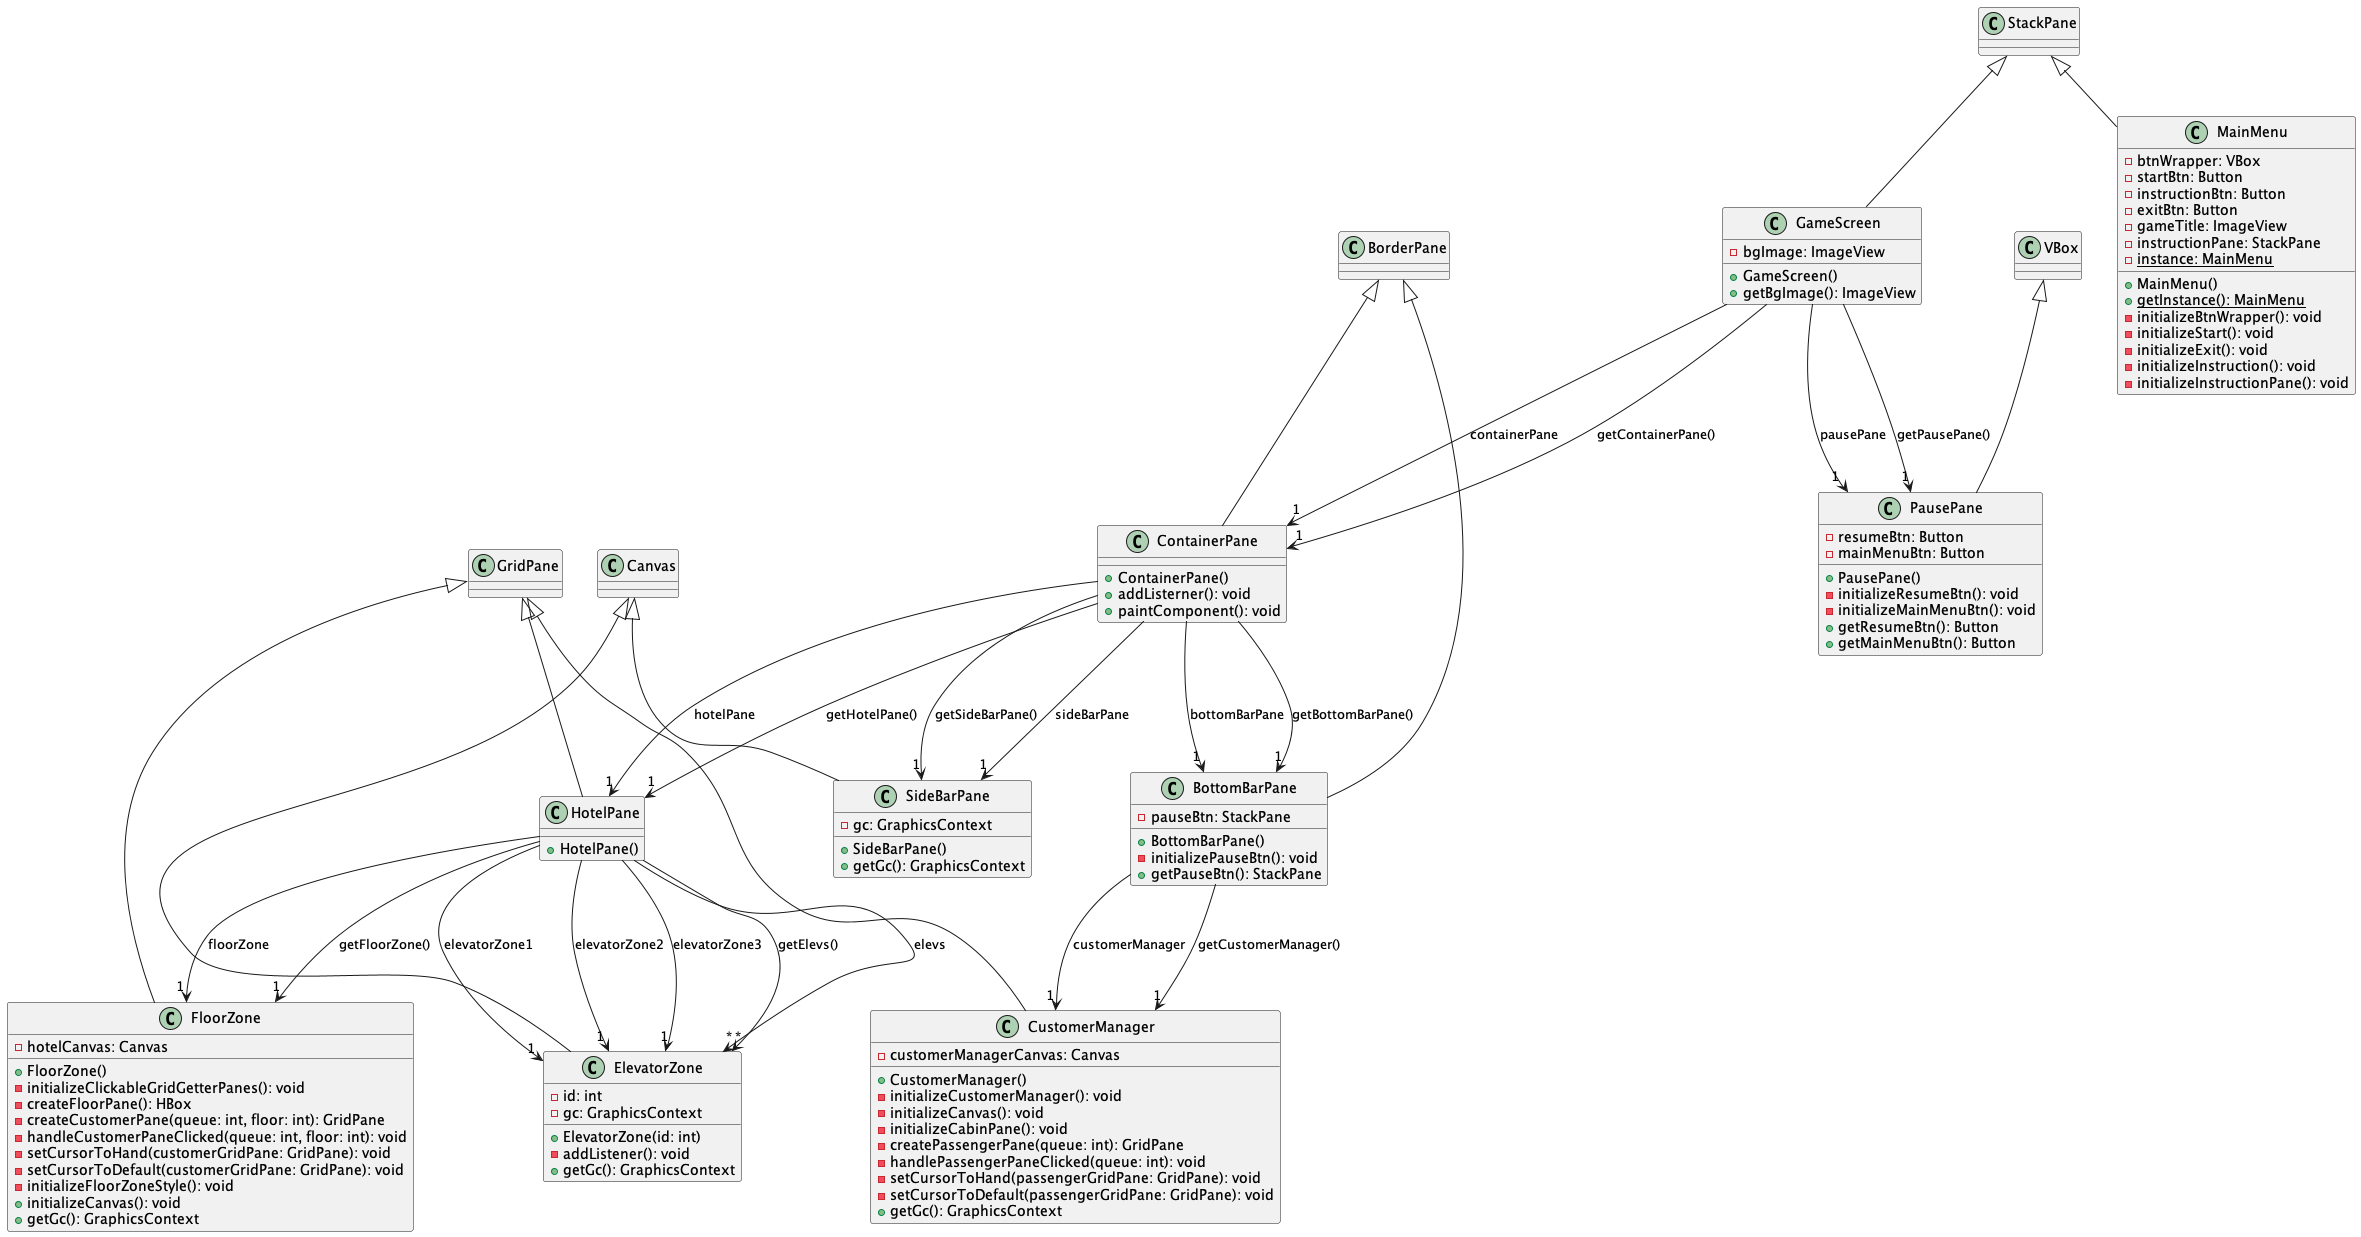 C StackPane
C MainMenu
btnWrapper: VBox
startBtn: Button
instructionBtn: Button
exitBtn: Button
gameTitle: ImageView
instructionPane: StackPane
instance: MainMenu
MainMenu()
getInstance(): MainMenu
initializeBtnWrapper(): void
initializeStart(): void
initializeExit(): void
initializeInstruction(): void
initializeInstructionPane(): void
C GameScreen
bgImage: ImageView
GameScreen()
getBgImage(): ImageView
C BorderPane
C VBox
containerPane
getContainerPane()
pausePane
getPausePane()
1
1
1
1
C PausePane
resumeBtn: Button
mainMenuBtn: Button
PausePane()
initializeResumeBtn(): void
initializeMainMenuBtn(): void
getResumeBtn(): Button
getMainMenuBtn(): Button
C ContainerPane
ContainerPane()
addListerner(): void
paintComponent(): void
C GridPane
C Canvas
hotelPane
getHotelPane()
getSideBarPane()
sideBarPane
bottomBarPane
getBottomBarPane()
1
1
1
1
1
1
C HotelPane
HotelPane()
C SideBarPane
gc: GraphicsContext
SideBarPane()
getGc(): GraphicsContext
C BottomBarPane
pauseBtn: StackPane
BottomBarPane()
initializePauseBtn(): void
getPauseBtn(): StackPane
floorZone
getFloorZone()
elevatorZone1
elevatorZone2
elevatorZone3
getElevs()
elevs
customerManager
getCustomerManager()
1
1
1
1
1
*
*
1
1
C FloorZone
hotelCanvas: Canvas
FloorZone()
initializeClickableGridGetterPanes(): void
createFloorPane(): HBox
createCustomerPane(queue: int, floor: int): GridPane
handleCustomerPaneClicked(queue: int, floor: int): void
setCursorToHand(customerGridPane: GridPane): void
setCursorToDefault(customerGridPane: GridPane): void
initializeFloorZoneStyle(): void
initializeCanvas(): void
getGc(): GraphicsContext
C ElevatorZone
id: int
gc: GraphicsContext
ElevatorZone(id: int)
addListener(): void
getGc(): GraphicsContext
C CustomerManager
customerManagerCanvas: Canvas
CustomerManager()
initializeCustomerManager(): void
initializeCanvas(): void
initializeCabinPane(): void
createPassengerPane(queue: int): GridPane
handlePassengerPaneClicked(queue: int): void
setCursorToHand(passengerGridPane: GridPane): void
setCursorToDefault(passengerGridPane: GridPane): void
getGc(): GraphicsContext